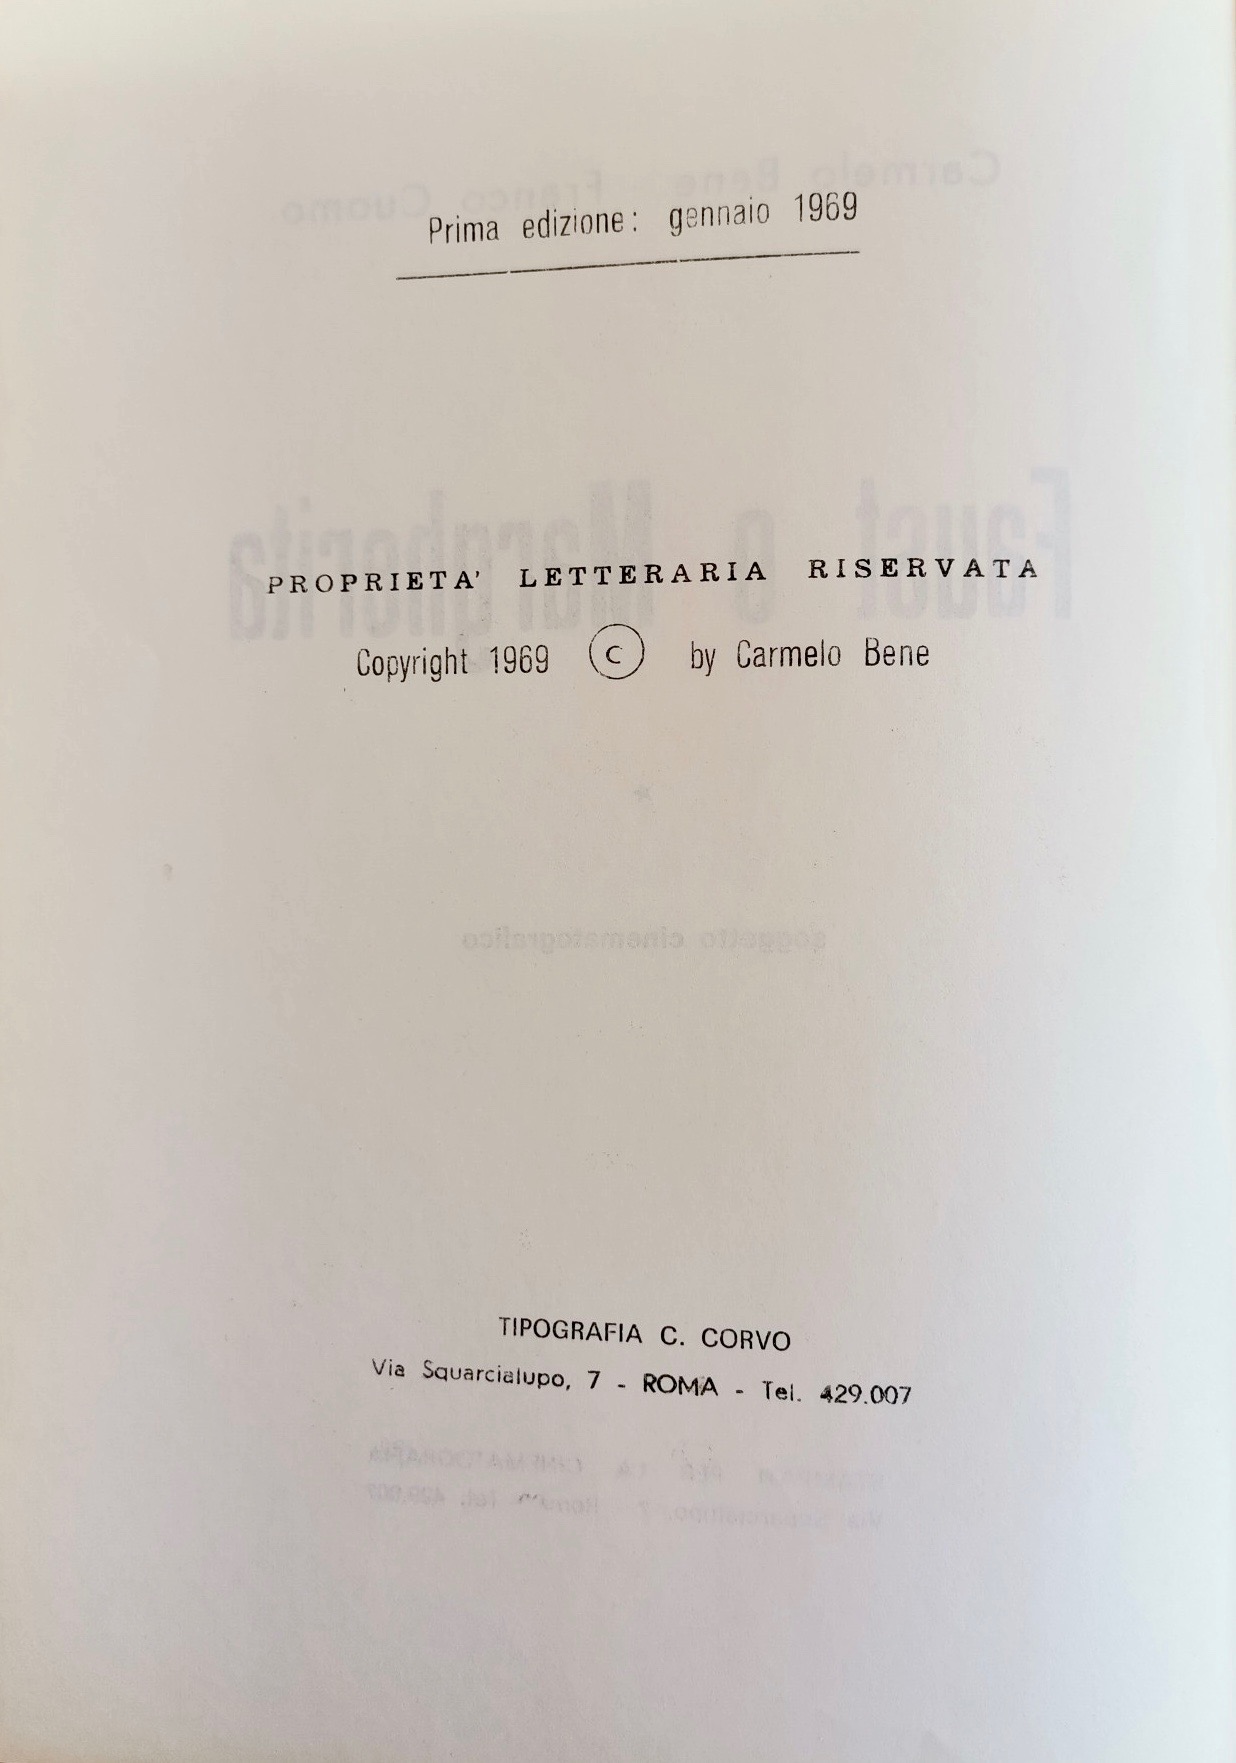 Prima edizione: gennaio 1969
PROPRIETA' LETTERARIA RISERVATA
Copyright 1969 © by Carmelo Bene
TIPOGRAFIA C. CORVO
Via Squarcialupo, 7 - ROMA - Tel. 429.007